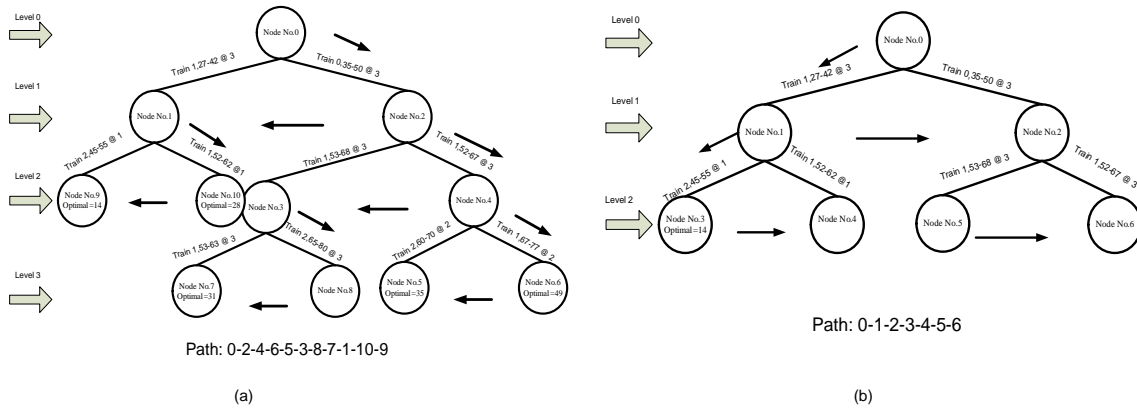 Level 0
Node No.0
Train 1,27-42 @ 3
Train 0,35-50 @ 3
Level 1
Node No.1
Node No.2
Train 2,45-55 @ 1
Train 1,52-62 @1
Train 1,53-68 @ 3
Train 1,52-67 @ 3
Level 2
Node No.9
Optimal=14
Node No.10
Optimal=28
Node No.3
Node No.4
Train 1,53-63 @ 3
Train 2,65-80 @ 3
Train 2,60-70 @ 2
Train 1,67-77 @ 2
Level 3
Node No.7
Optimal=31
Node No.8
Node No.5
Optimal=35
Node No.6
Optimal=49
Path: 0-2-4-6-5-3-8-7-1-10-9
(a)
Level 0
Node No.0
Train 1,27-42 @ 3
Train 0,35-50 @ 3
Level 1
Node No.1
Node No.2
Train 2,45-55 @ 1
Train 1,52-62 @1
Train 1,53-68 @ 3
Train 1,52-67 @ 3
Level 2
Node No.3
Optimal=14
Node No.4
Node No.5
Node No.6
Path: 0-1-2-3-4-5-6
(b)